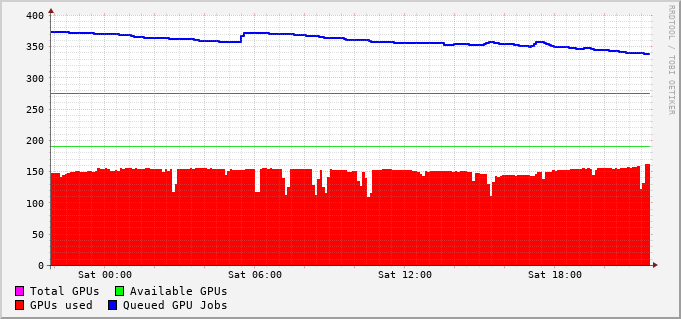 400
350
300
250
200
150
100
50
0
Sat 00:00 Sat 06:00 Sat 12:00 Sat 18:00
Total GPUs Available GPUs
GPUs used Queued GPU Jobs
RRDTOOL / TOBI OETIKER